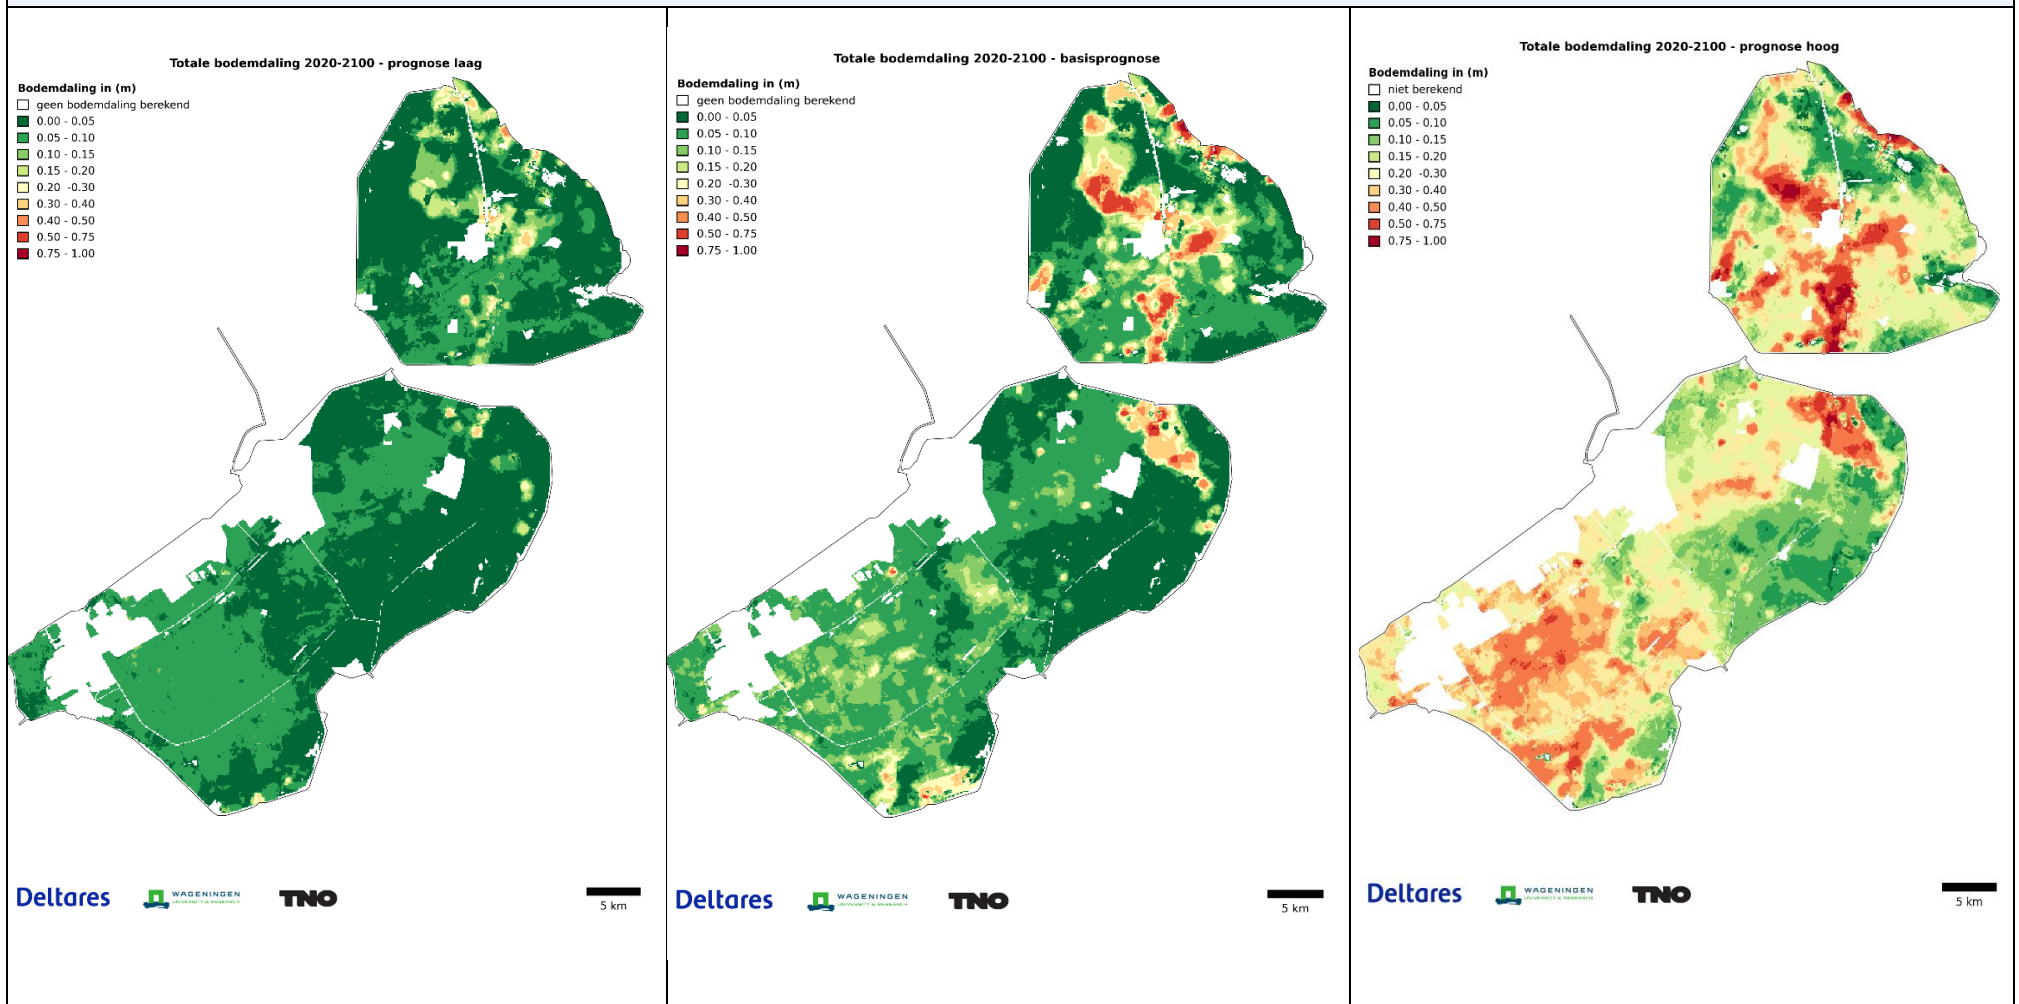 Totale bodemdaling 2020-2100 - prognose laag
Bodemdaling in (m)
geen bodemdaling berekend
0.00 - 0.05
0.05 - 0.10
0.10 - 0.15
0.15 - 0.20
0.20 -0.30
0.30 - 0.40
0.40 - 0.50
0.50 - 0.75
0.75 - 1.00
Deltares
WAGENINGEN
UNIVERSITY & RESEARCH
TNO
5 km
Totale bodemdaling 2020-2100 - basisprognose
Bodemdaling in (m)
geen bodemdaling berekend
0.00 - 0.05
0.05 - 0.10
0.10 - 0.15
0.15 - 0.20
0.20 -0.30
0.30 - 0.40
0.40 - 0.50
0.50 - 0.75
0.75 - 1.00
Deltares
WAGENINGEN
UNIVERSITY & RESEARCH
TNO
5 km
Totale bodemdaling 2020-2100 - prognose hoog
Bodemdaling in (m)
niet berekend
0.00 - 0.05
0.05 - 0.10
0.10 - 0.15
0.15 - 0.20
0.20 -0.30
0.30 - 0.40
0.40 - 0.50
0.50 - 0.75
0.75 - 1.00
Deltares
WAGENINGEN
UNIVERSITY & RESEARCH
TNO
5 km